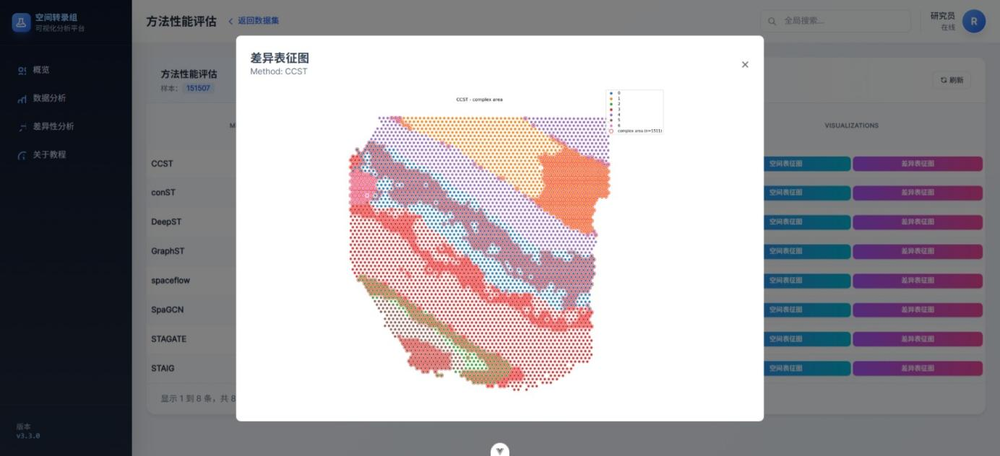 空间转录组
可视化分析平台
概览
数据分析
差异性分析
关于教程
版本
v3.3.0
方法性能评估
返回数据集
全局搜索...
研究员
在线
R
方法性能评估
样本:
151507
刷新
M
VISUALIZATIONS
CCST
空间表征图
差异表征图
conST
空间表征图
差异表征图
DeepST
空间表征图
差异表征图
GraphST
空间表征图
差异表征图
spaceflow
空间表征图
差异表征图
SpaGCN
空间表征图
差异表征图
STAGATE
空间表征图
差异表征图
STAIG
空间表征图
差异表征图
显示 1 到 8 条，共 8
差异表征图
Method: CCST
×
CCST - complex area
0
1
2
3
4
5
6
complex area (n=1511)